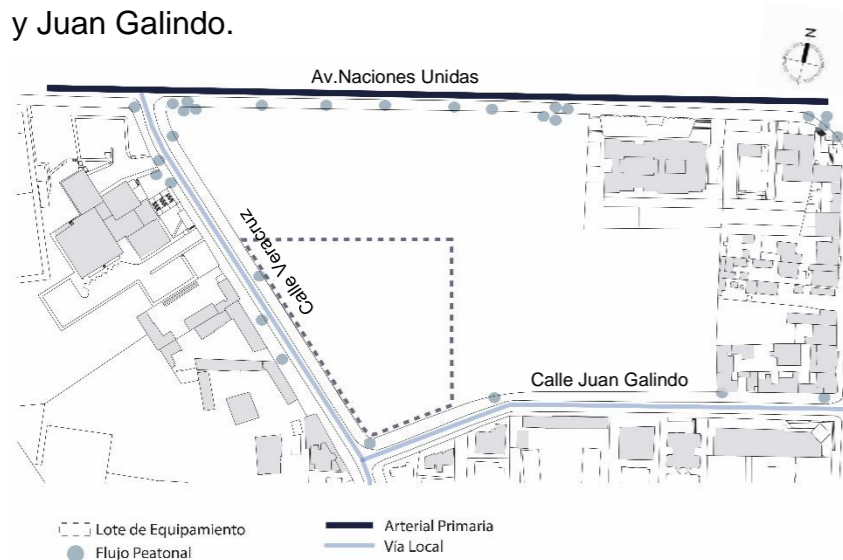 y Juan Galindo.
N
Av.Naciones Unidas
Calle Veracruz
Calle Juan Galindo
Lote de Equipamiento
Flujo Peatonal
Arterial Primaria
Vía Local